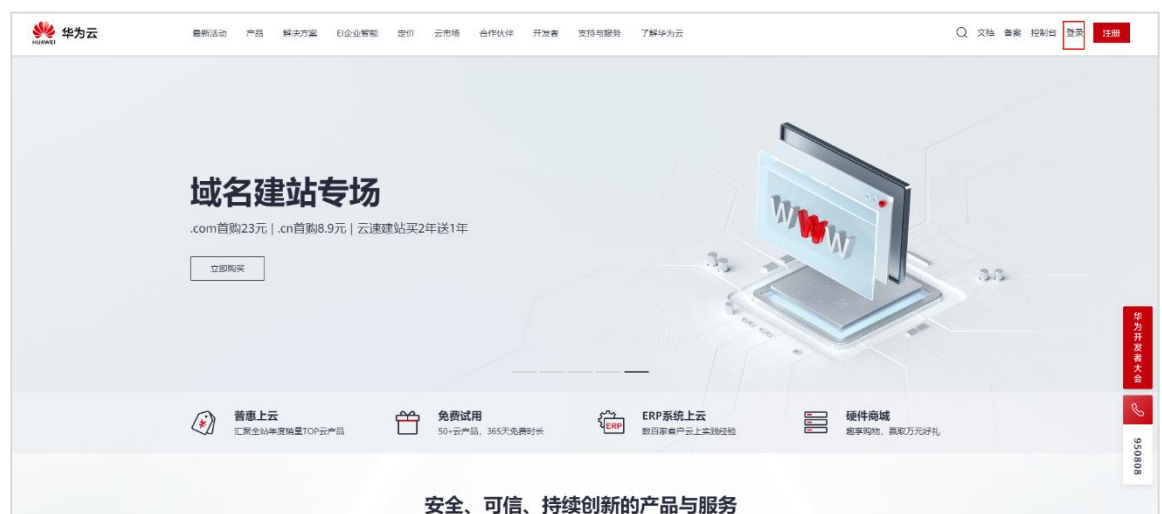 HUAWEI
华为云
最新活动 产品 解决方案 EI企业智能 定价 云市场 合作伙伴 开发者 支持与服务 了解华为云
文档 备案 控制台 登录 注册
域名建站专场
.com首购23元 | .cn首购8.9元 | 云速建站买2年送1年
立即购买
WWW
华为开发者大会
950808
普惠上云
汇聚全站年度销量TOP云产品
免费试用
50+云产品，365天免费时长
ERP
ERP系统上云
数百家客户云上实践经验
硬件商城
趣享购物，赢取万元好礼
安全、可信、持续创新的产品与服务